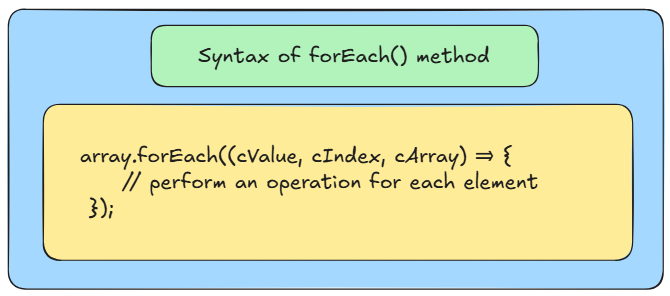 Syntax of forEach() method
array.forEach((cValue, cIndex, cArray) => {
// perform an operation for each element
});